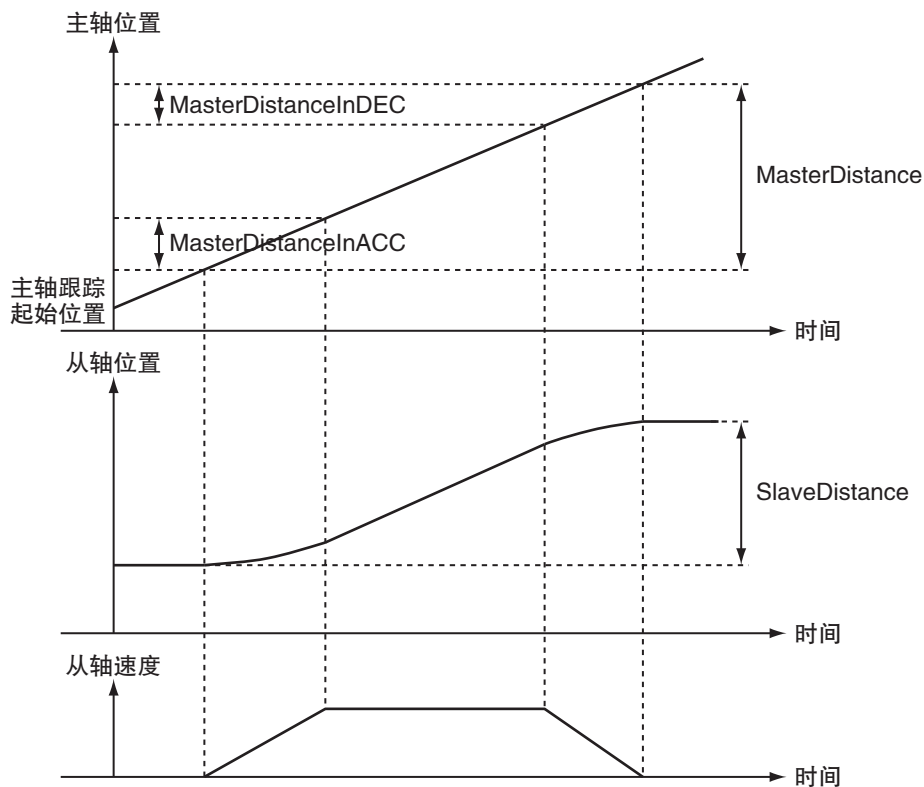 主轴位置
MasterDistanceInDEC
MasterDistance
MasterDistanceInACC
主轴跟踪
起始位置
时间
从轴位置
SlaveDistance
时间
从轴速度
时间